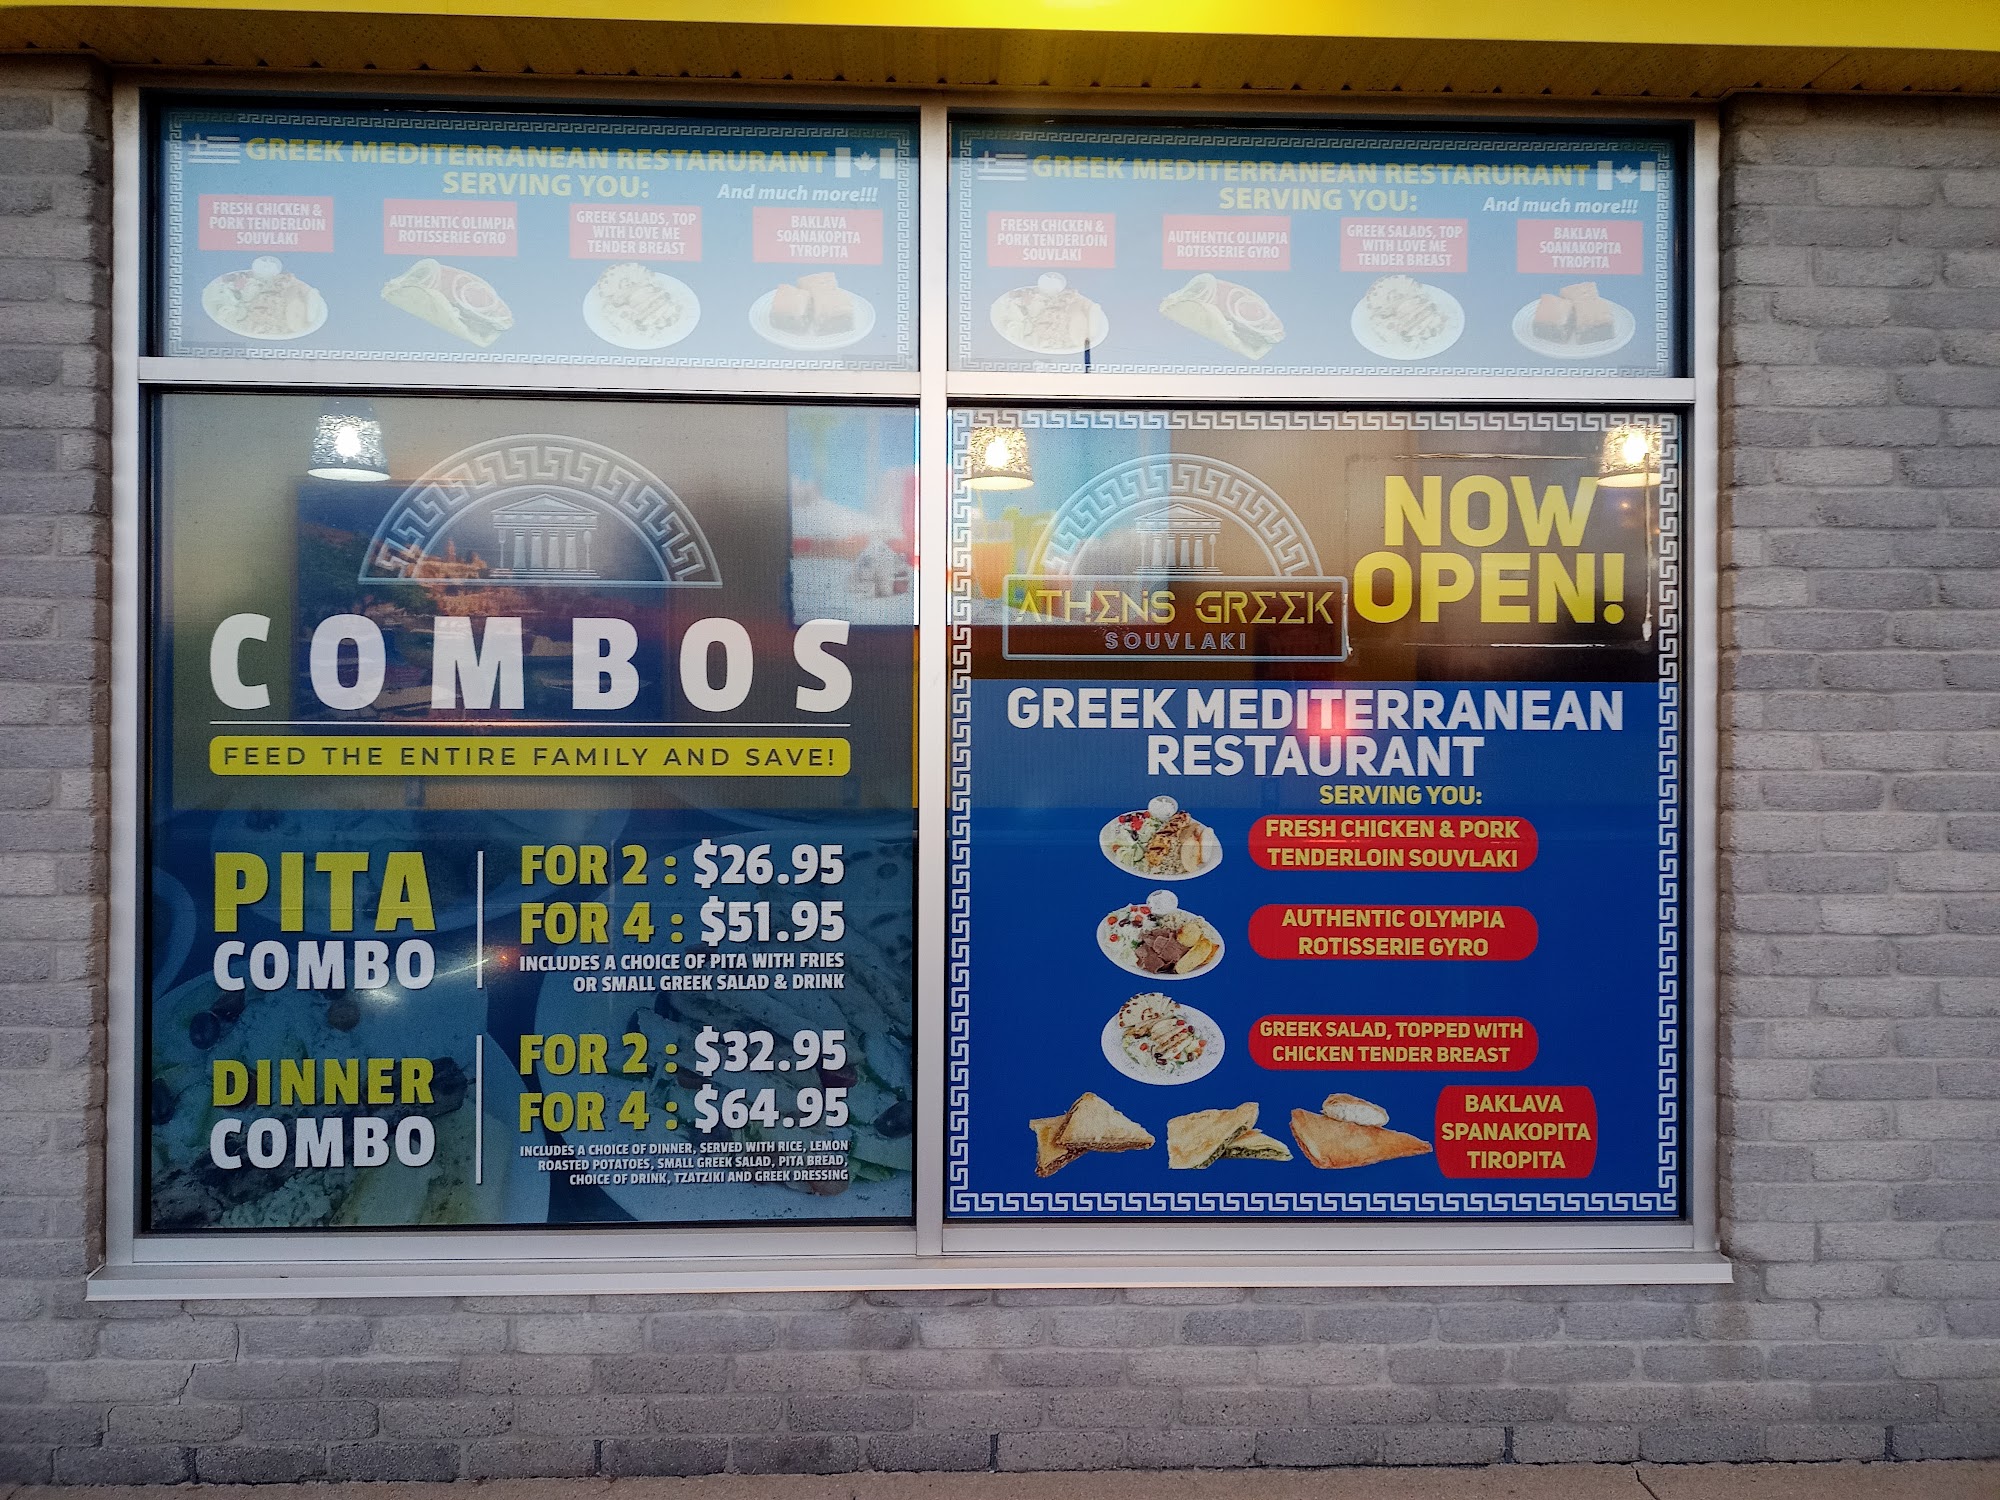 GREEK MEDITERRANEAN RESTARURANT
SERVING YOU:
And much more!!!
FRESH CHICKEN &
PORK TENDERLOIN
SOUVLAKI
AUTHENTIC OLIMPIA
ROTISSERIE GYRO
GREEK SALADS, TOP
WITH LOVE ME
TENDER BREAST
BAKLAVA
SOANAKOPITA
TYROPITA
GREEK MEDITERRANEAN RESTARURANT
SERVING YOU:
And much more!!!
FRESH CHICKEN &
PORK TENDERLOIN
SOUVLAKI
AUTHENTIC OLIMPIA
ROTISSERIE GYRO
GREEK SALADS, TOP
WITH LOVE ME
TENDER BREAST
BAKLAVA
SOANAKOPITA
TYROPITA
COMBOS
FEED THE ENTIRE FAMILY AND SAVE!
PITA
COMBO
FOR 2 : $26.95
FOR 4 : $51.95
INCLUDES A CHOICE OF PITA WITH FRIES
OR SMALL GREEK SALAD & DRINK
DINNER
COMBO
FOR 2 : $32.95
FOR 4 : $64.95
INCLUDES A CHOICE OF DINNER, SERVED WITH RICE, LEMON
ROASTED POTATOES, SMALL GREEK SALAD, PITA BREAD,
CHOICE OF DRINK, TZATZIKI AND GREEK DRESSING
ATHENS GREEK
SOUVLAKI
NOW
OPEN!
GREEK MEDITERRANEAN
RESTAURANT
SERVING YOU:
FRESH CHICKEN & PORK
TENDERLOIN SOUVLAKI
AUTHENTIC OLYMPIA
ROTISSERIE GYRO
GREEK SALAD, TOPPED WITH
CHICKEN TENDER BREAST
BAKLAVA
SPANAKOPITA
TIROPITA